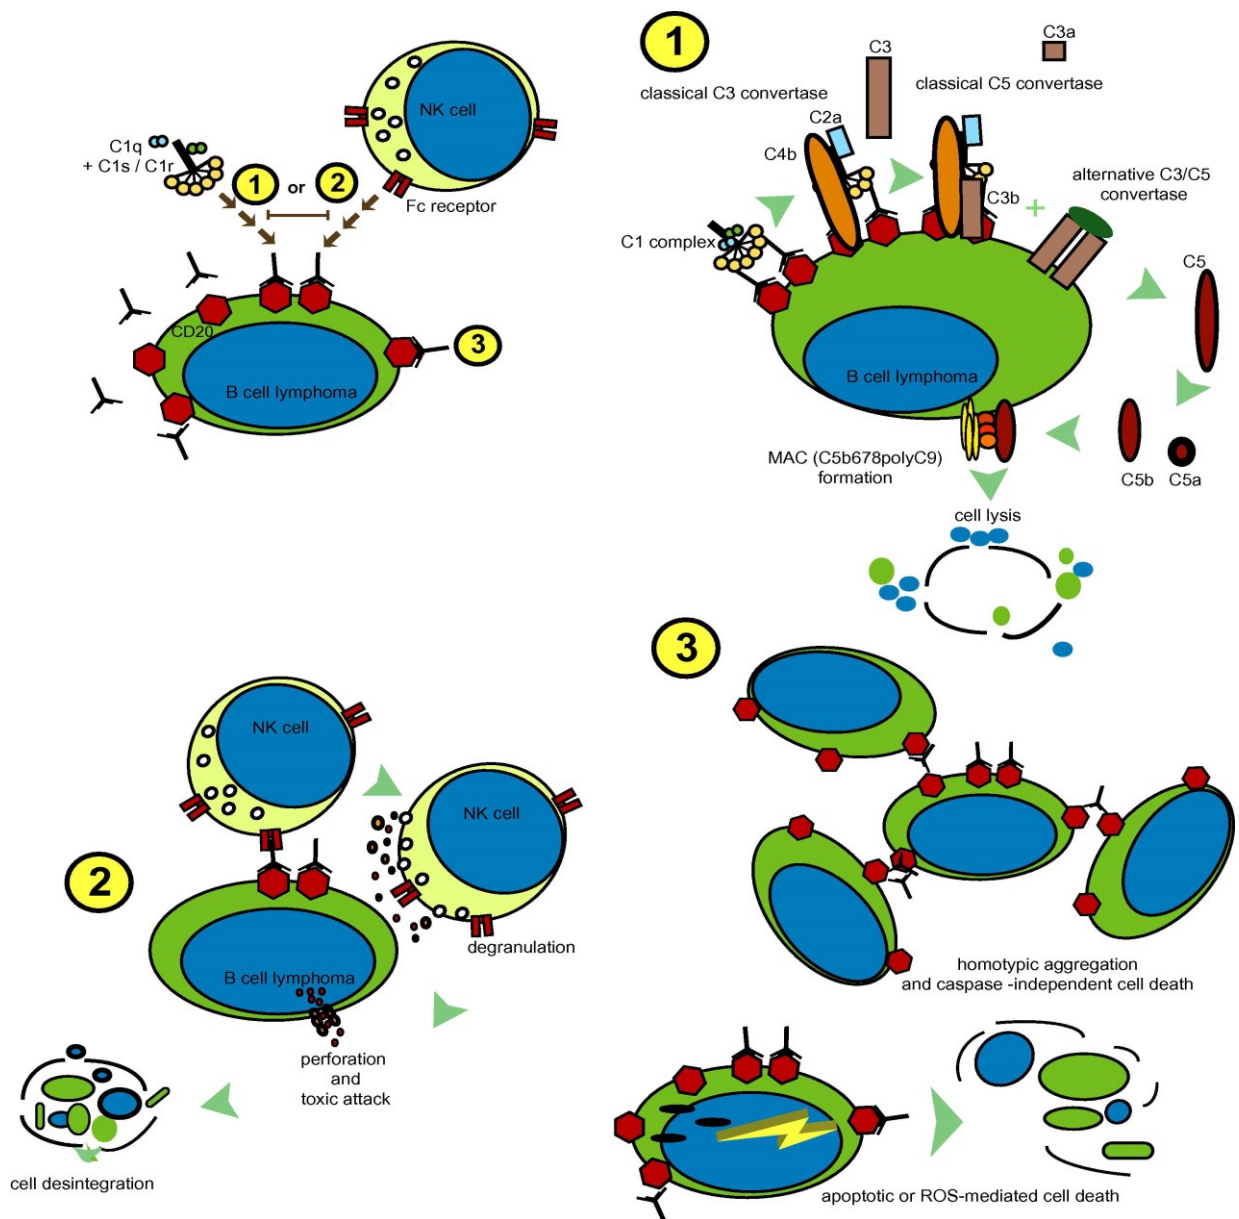 NK cell
C1q
+ C1s / C1r
1 or 2
Fc receptor
CD20
3
B cell lymphoma
1
C3
C3a
classical C3 convertase
classical C5 convertase
C2a
C4b
alternative C3/C5
convertase
C3b
+
C1 complex
C5
B cell lymphoma
MAC (C5b678polyC9)
formation
C5b
C5a
cell lysis
2
NK cell
NK cell
degranulation
B cell lymphoma
perforation
and
toxic attack
cell desintegration
3
homotypic aggregation
and caspase -independent cell death
apoptotic or ROS-mediated cell death